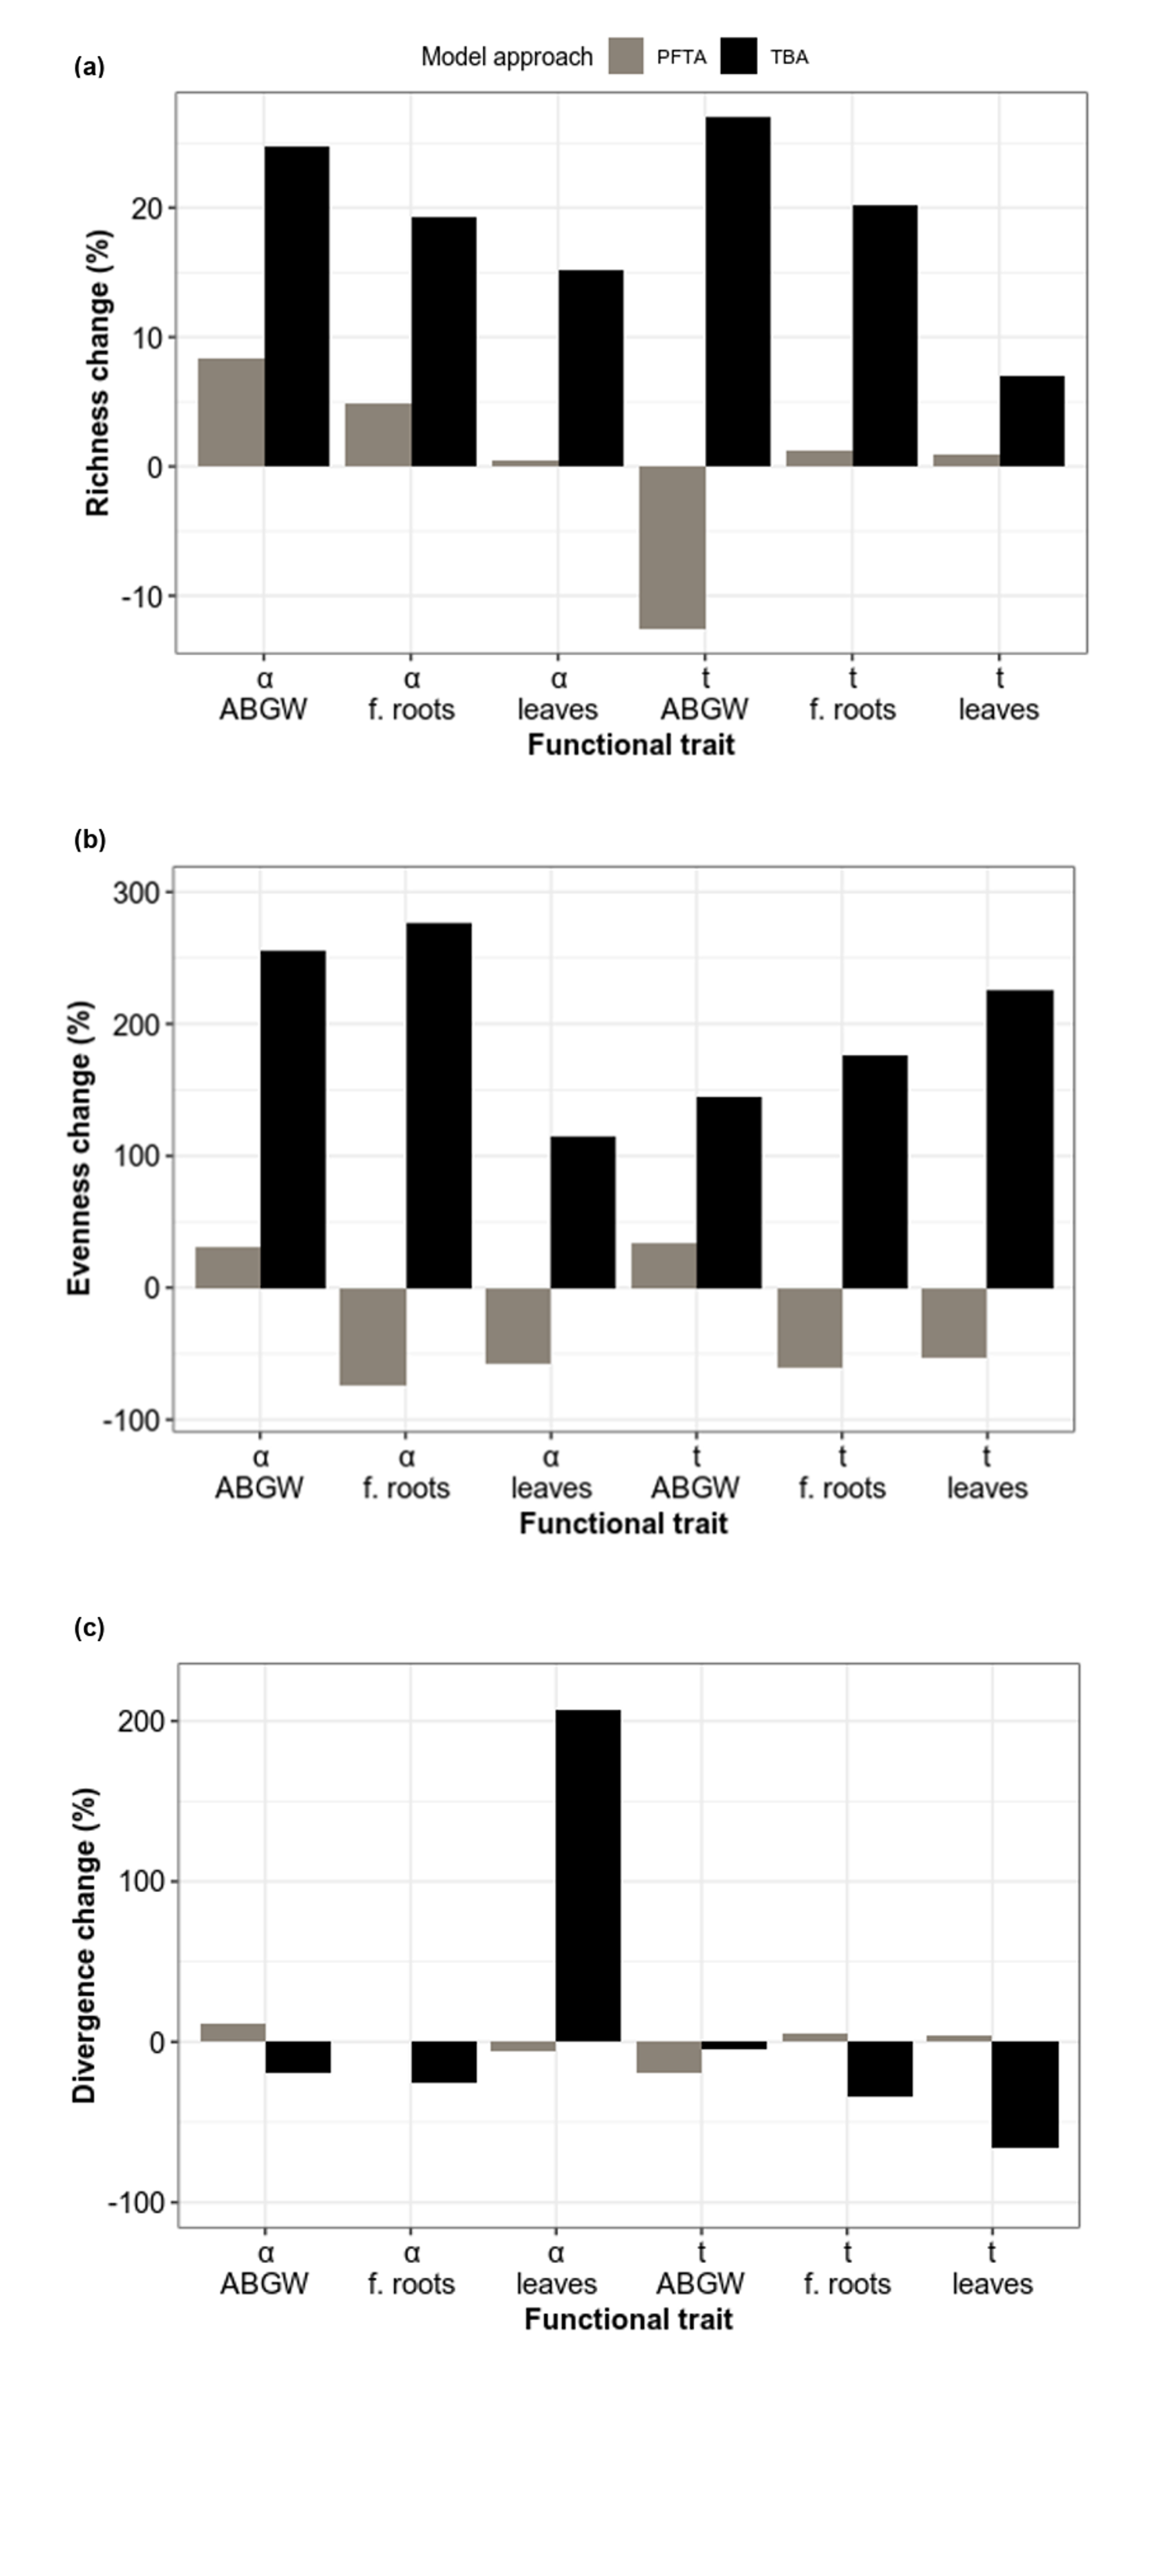 (a)
Model approach PFTA TBA
Richness change (%)
20
10
0
-10
α α α t t t
ABGW f. roots leaves ABGW f. roots leaves
Functional trait
(b)
Evenness change (%)
300
200
100
0
-100
α α α t t t
ABGW f. roots leaves ABGW f. roots leaves
Functional trait
(c)
Divergence change (%)
200
100
0
-100
α α α t t t
ABGW f. roots leaves ABGW f. roots leaves
Functional trait